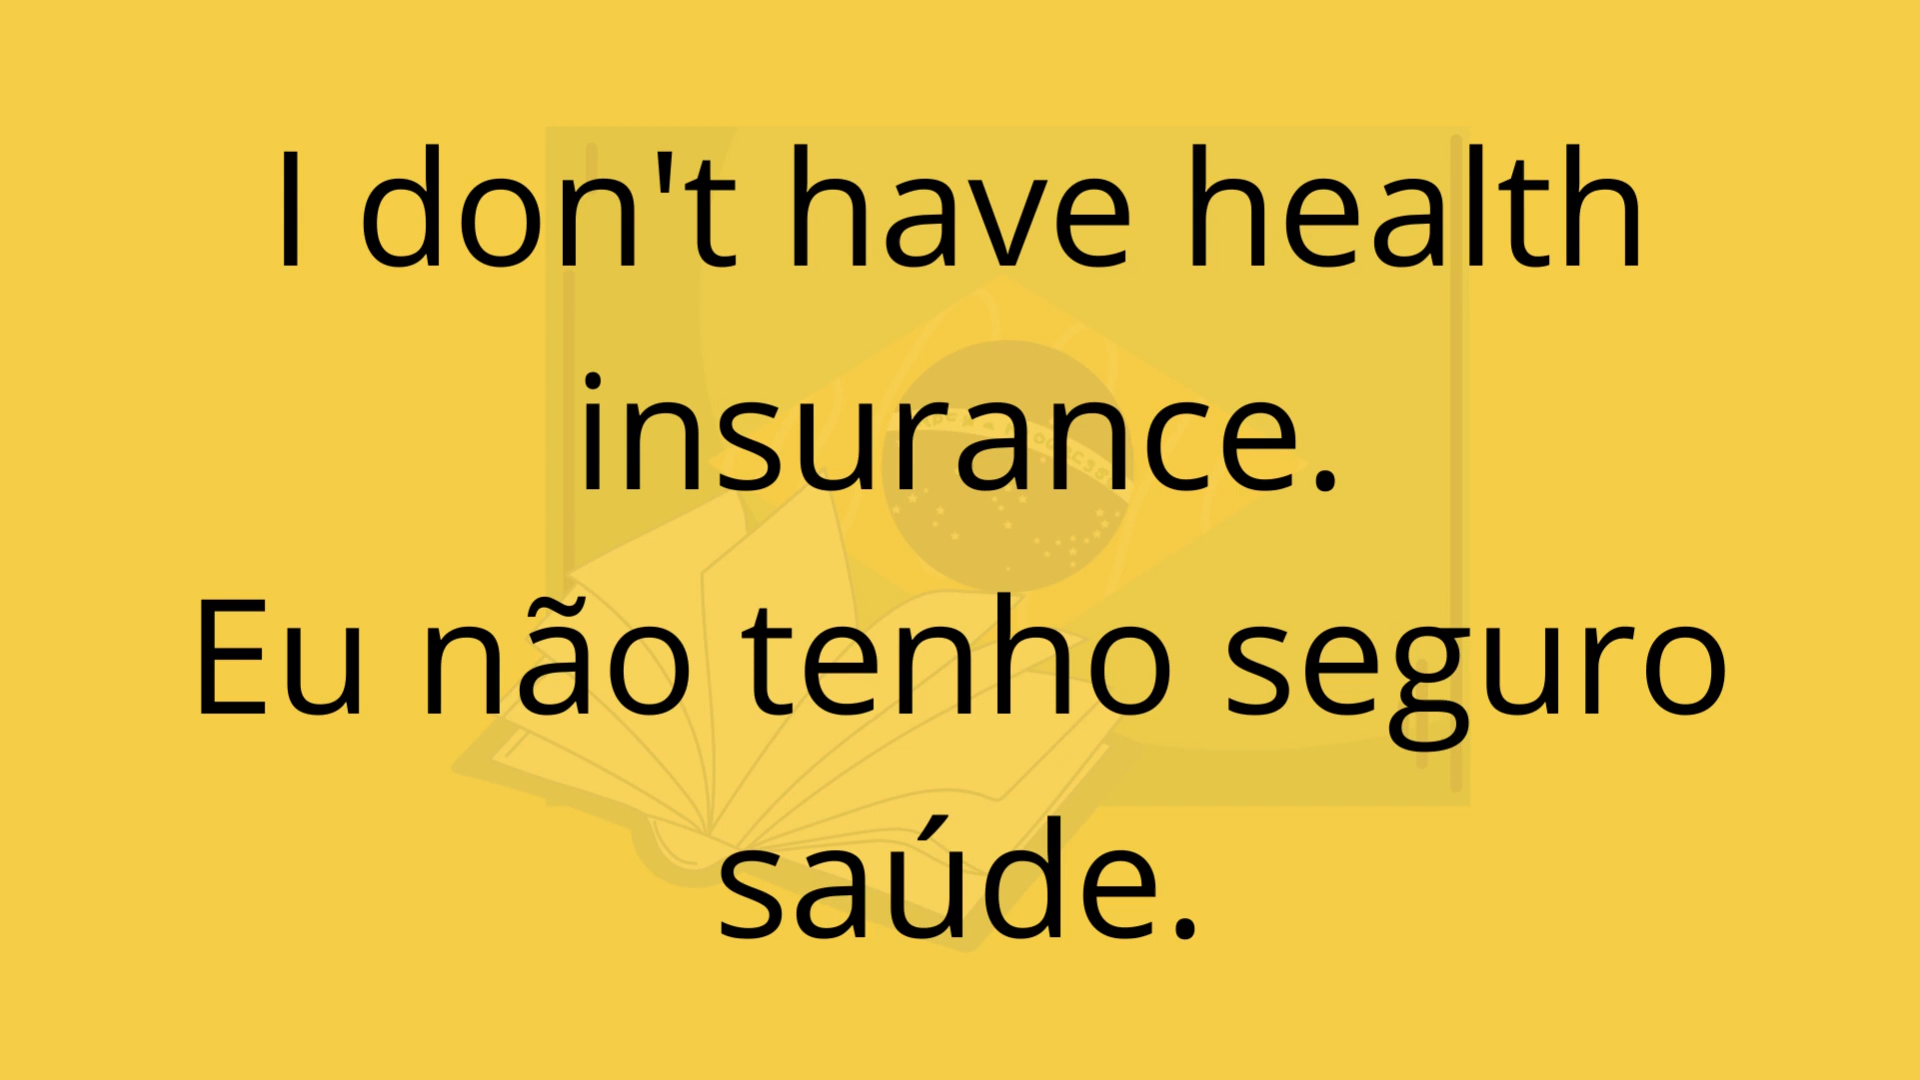 I don't have health
insurance.
Eu não tenho seguro
saúde.